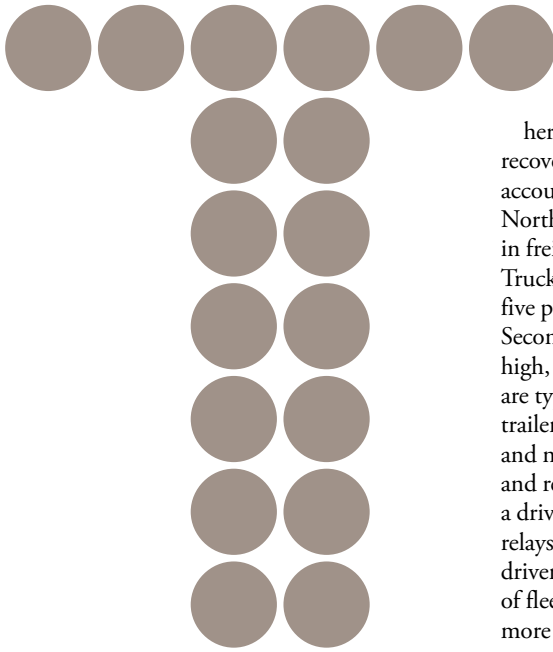 T
her
recove
accou
North
in frei
Truck
five p
Secon
high,
are ty
trailer
and n
and re
a driv
relays
driver
of flee
more